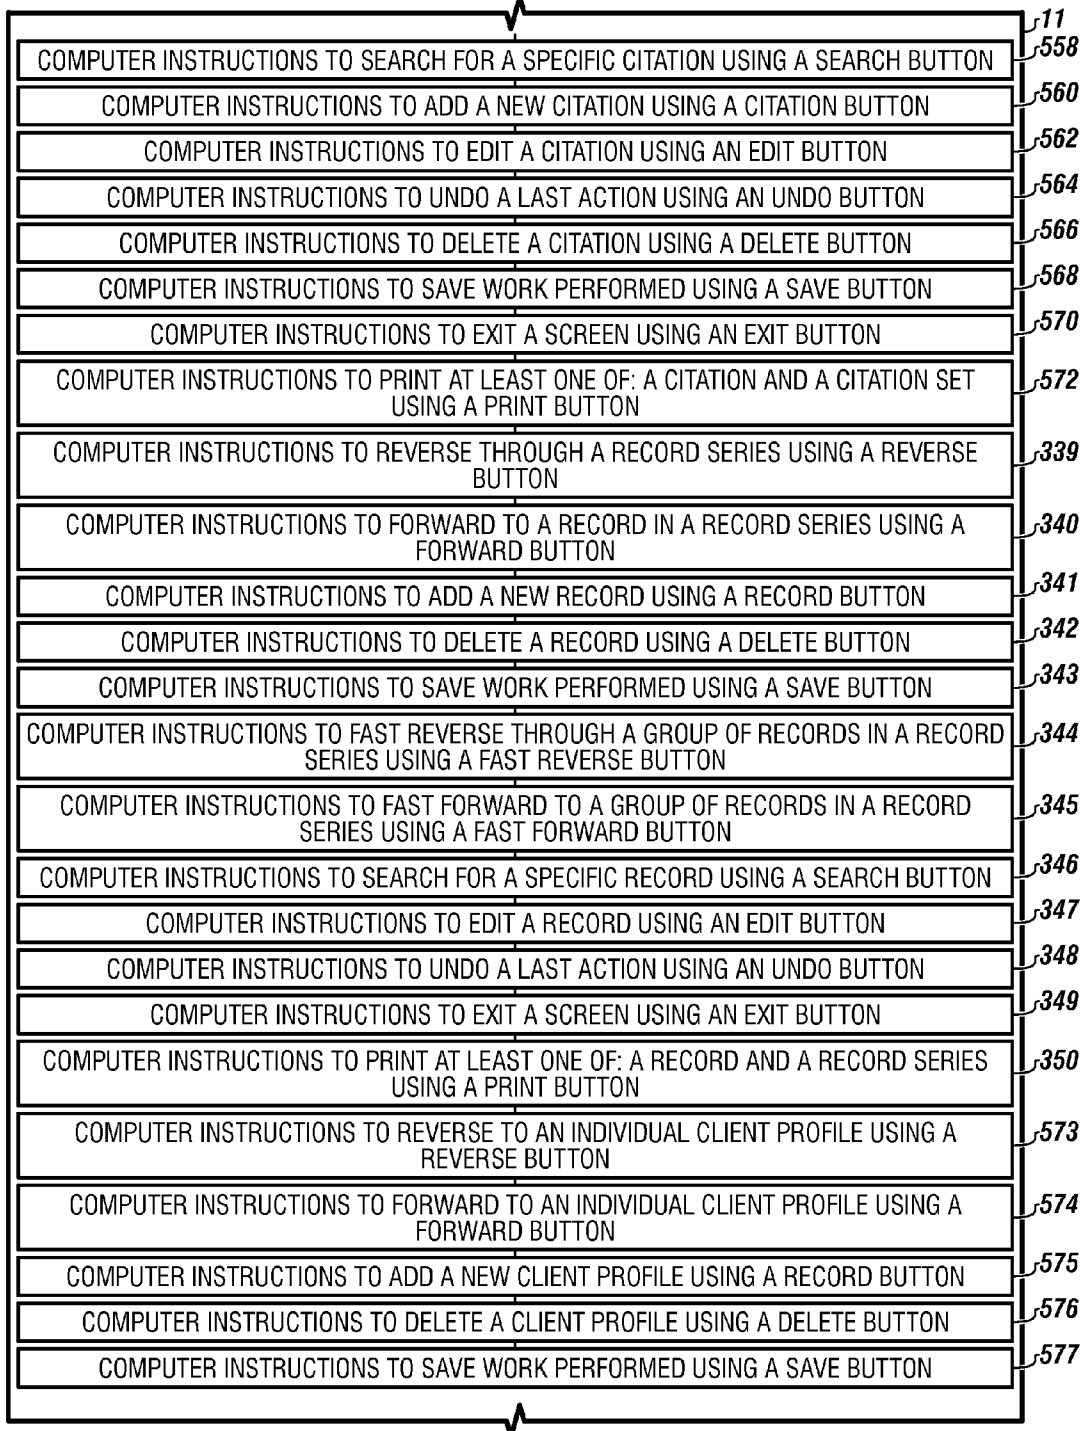 11
COMPUTER INSTRUCTIONS TO SEARCH FOR A SPECIFIC CITATION USING A SEARCH BUTTON 558
COMPUTER INSTRUCTIONS TO ADD A NEW CITATION USING A CITATION BUTTON 560
COMPUTER INSTRUCTIONS TO EDIT A CITATION USING AN EDIT BUTTON 562
COMPUTER INSTRUCTIONS TO UNDO A LAST ACTION USING AN UNDO BUTTON 564
COMPUTER INSTRUCTIONS TO DELETE A CITATION USING A DELETE BUTTON 566
COMPUTER INSTRUCTIONS TO SAVE WORK PERFORMED USING A SAVE BUTTON 568
COMPUTER INSTRUCTIONS TO EXIT A SCREEN USING AN EXIT BUTTON 570
COMPUTER INSTRUCTIONS TO PRINT AT LEAST ONE OF: A CITATION AND A CITATION SET 572
USING A PRINT BUTTON
COMPUTER INSTRUCTIONS TO REVERSE THROUGH A RECORD SERIES USING A REVERSE 339
BUTTON
COMPUTER INSTRUCTIONS TO FORWARD TO A RECORD IN A RECORD SERIES USING A 340
FORWARD BUTTON
COMPUTER INSTRUCTIONS TO ADD A NEW RECORD USING A RECORD BUTTON 341
COMPUTER INSTRUCTIONS TO DELETE A RECORD USING A DELETE BUTTON 342
COMPUTER INSTRUCTIONS TO SAVE WORK PERFORMED USING A SAVE BUTTON 343
COMPUTER INSTRUCTIONS TO FAST REVERSE THROUGH A GROUP OF RECORDS IN A RECORD 344
SERIES USING A FAST REVERSE BUTTON
COMPUTER INSTRUCTIONS TO FAST FORWARD TO A GROUP OF RECORDS IN A RECORD 345
SERIES USING A FAST FORWARD BUTTON
COMPUTER INSTRUCTIONS TO SEARCH FOR A SPECIFIC RECORD USING A SEARCH BUTTON 346
COMPUTER INSTRUCTIONS TO EDIT A RECORD USING AN EDIT BUTTON 347
COMPUTER INSTRUCTIONS TO UNDO A LAST ACTION USING AN UNDO BUTTON 348
COMPUTER INSTRUCTIONS TO EXIT A SCREEN USING AN EXIT BUTTON 349
COMPUTER INSTRUCTIONS TO PRINT AT LEAST ONE OF: A RECORD AND A RECORD SERIES 350
USING A PRINT BUTTON
COMPUTER INSTRUCTIONS TO REVERSE TO AN INDIVIDUAL CLIENT PROFILE USING A 573
REVERSE BUTTON
COMPUTER INSTRUCTIONS TO FORWARD TO AN INDIVIDUAL CLIENT PROFILE USING A 574
FORWARD BUTTON
COMPUTER INSTRUCTIONS TO ADD A NEW CLIENT PROFILE USING A RECORD BUTTON 575
COMPUTER INSTRUCTIONS TO DELETE A CLIENT PROFILE USING A DELETE BUTTON 576
COMPUTER INSTRUCTIONS TO SAVE WORK PERFORMED USING A SAVE BUTTON 577